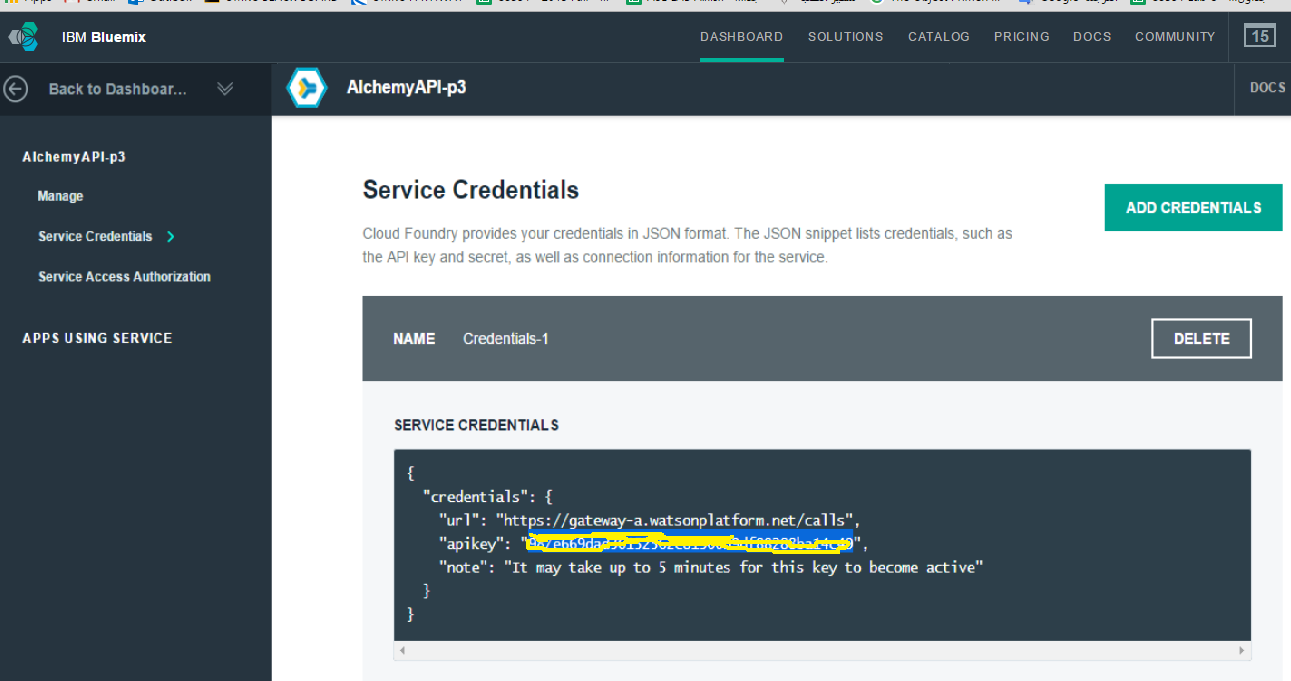 IBM Bluemix
DASHBOARD SOLUTIONS CATALOG PRICING DOCS COMMUNITY 15
Back to Dashboar...
AlchemyAPI-p3
DOCS
AlchemyAPI-p3
Manage
Service Credentials
Service Access Authorization
APPS USING SERVICE
Service Credentials
ADD CREDENTIALS
Cloud Foundry provides your credentials in JSON format. The JSON snippet lists credentials, such as
the API key and secret, as well as connection information for the service.
NAME Credentials-1
DELETE
SERVICE CREDENTIALS
{
"credentials": {
"url": "https://gateway-a.watsonplatform.net/calls",
"apikey": " ",
"note": "It may take up to 5 minutes for this key to become active"
}
}